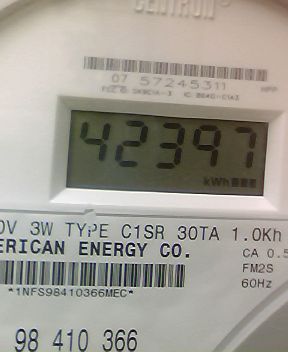 CENTRON
07 57245311
42397
kWh
0V 3W TYPE C1SR 30TA 1.0Kh
ERICAN ENERGY CO.
CA 0.5
FM2S
60Hz
*1NFS98410366MEC*
98 410 366